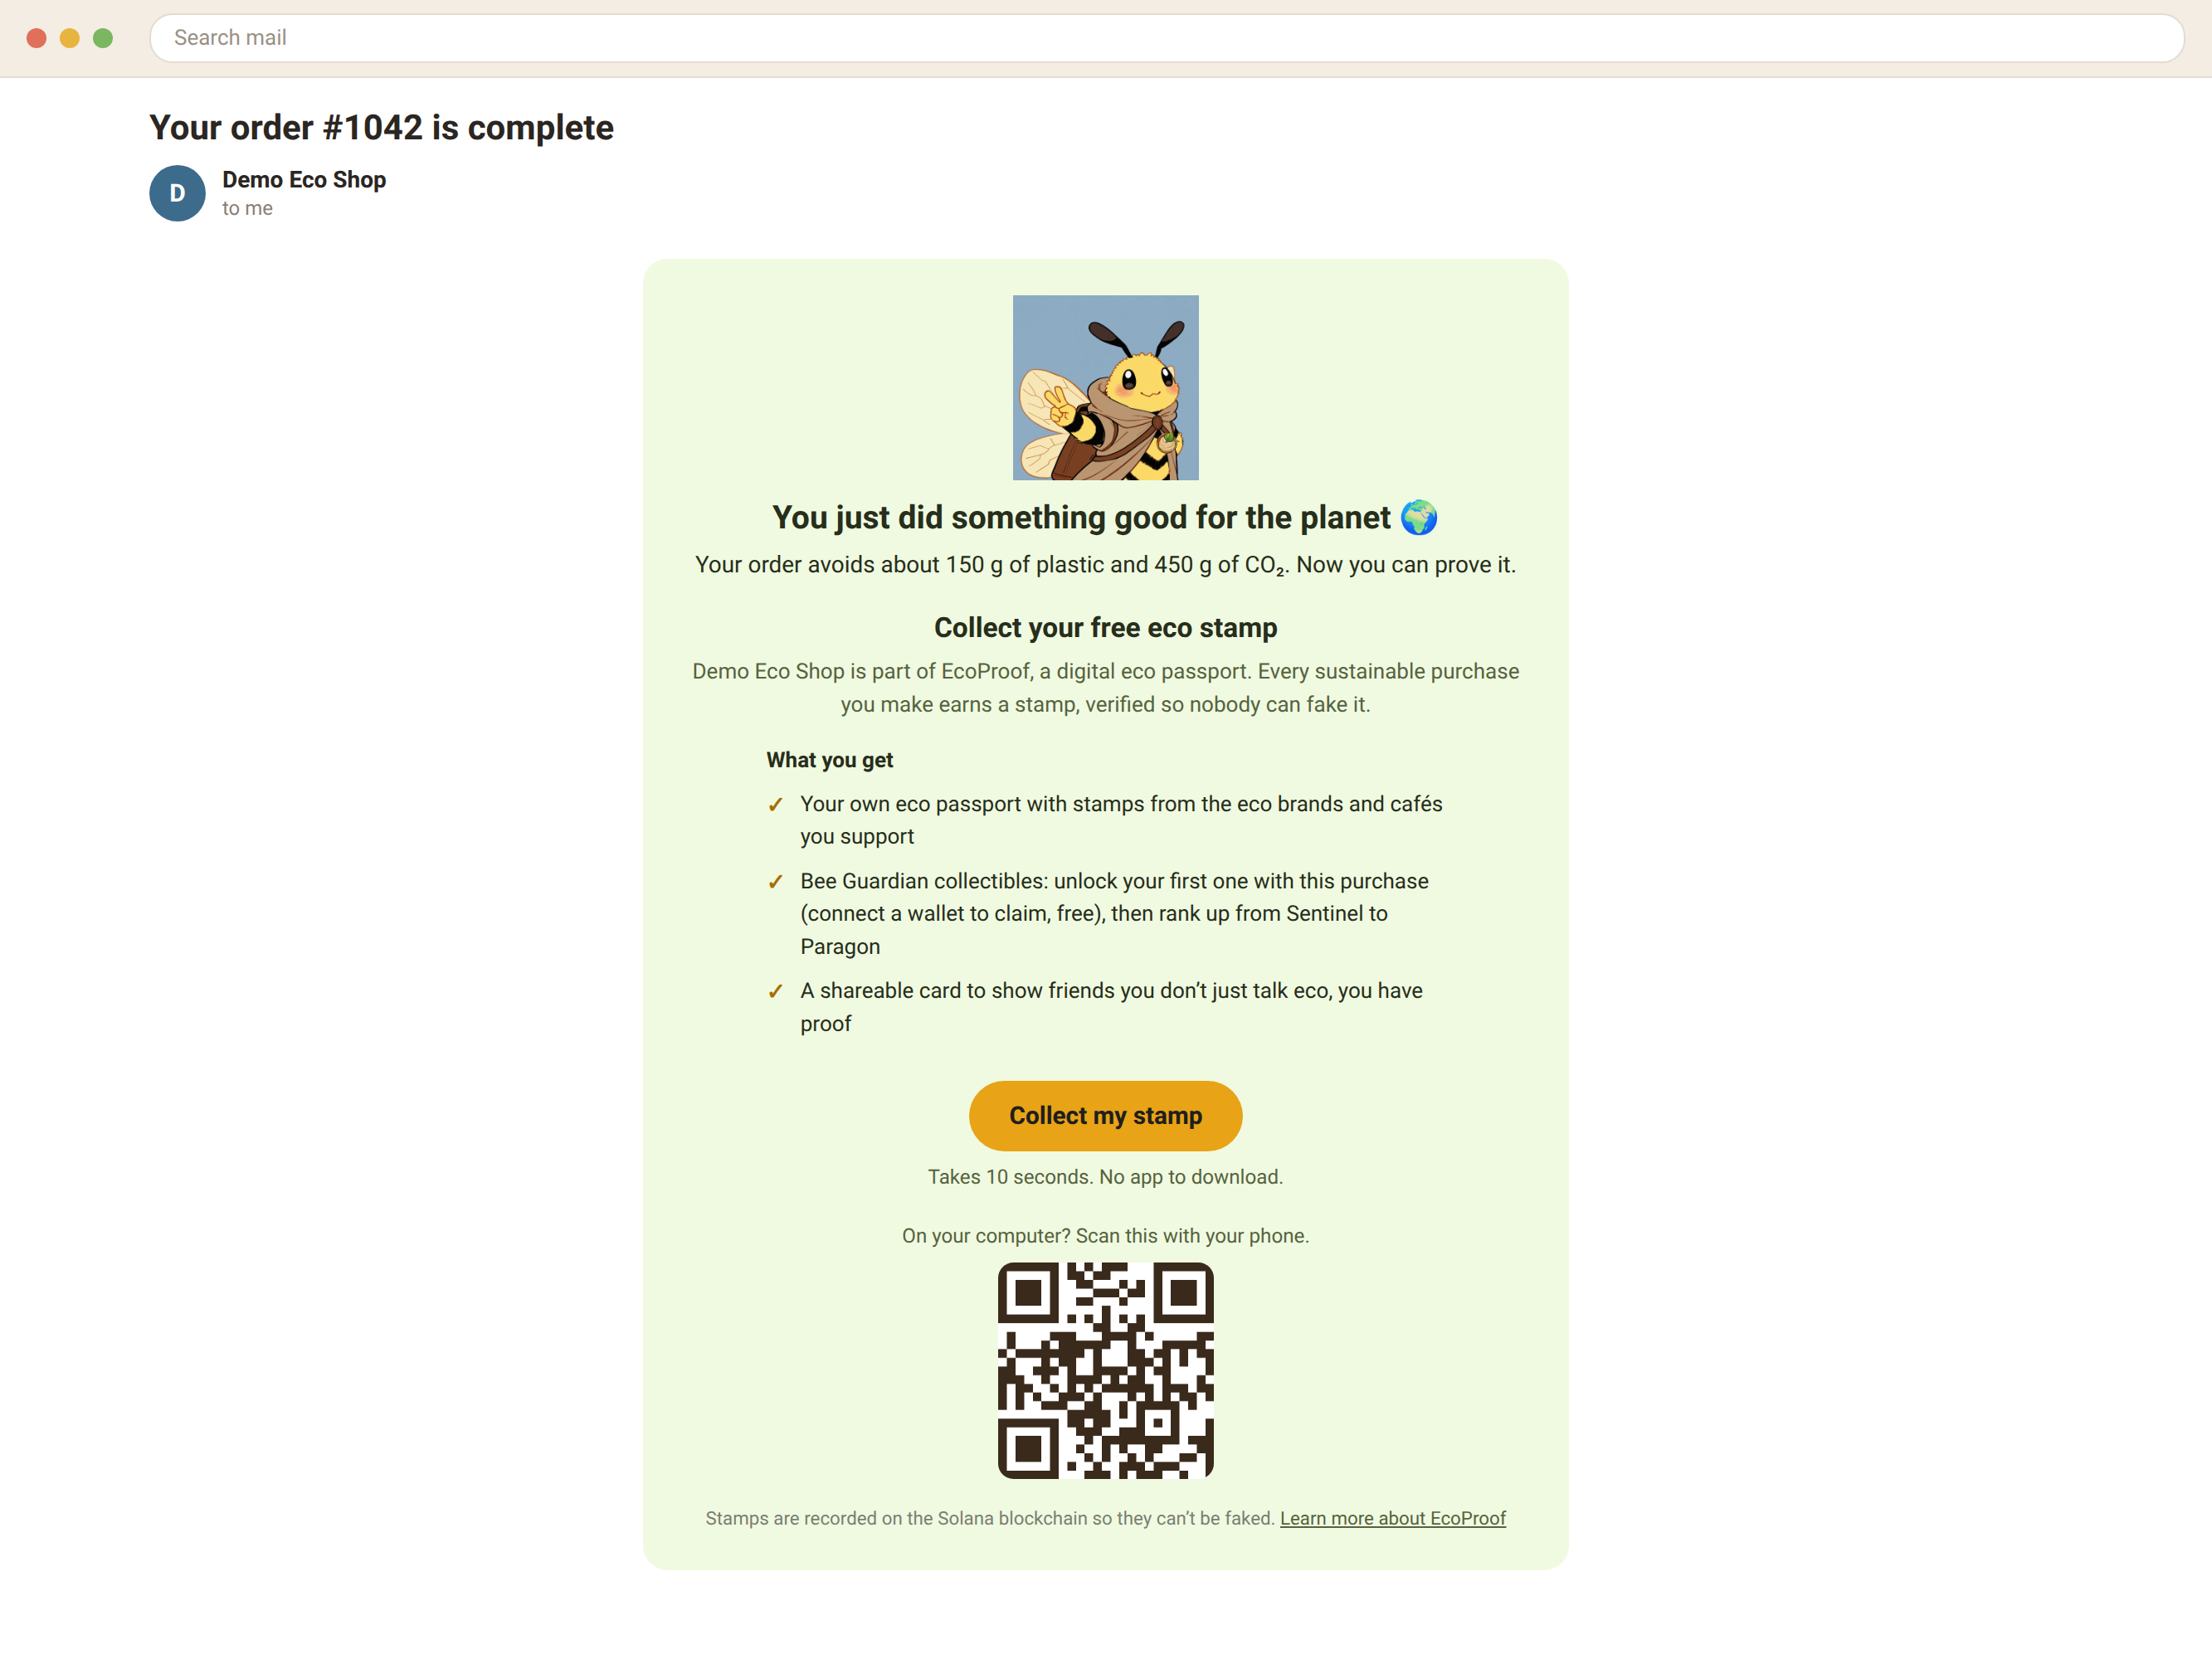 Search mail
Your order #1042 is complete
D
Demo Eco Shop
to me
You just did something good for the planet 🌍
Your order avoids about 150 g of plastic and 450 g of CO₂. Now you can prove it.
Collect your free eco stamp
Demo Eco Shop is part of EcoProof, a digital eco passport. Every sustainable purchase
you make earns a stamp, verified so nobody can fake it.
What you get
✓ Your own eco passport with stamps from the eco brands and cafés
you support
✓ Bee Guardian collectibles: unlock your first one with this purchase
(connect a wallet to claim, free), then rank up from Sentinel to
Paragon
✓ A shareable card to show friends you don’t just talk eco, you have
proof
Collect my stamp
Takes 10 seconds. No app to download.
On your computer? Scan this with your phone.
Stamps are recorded on the Solana blockchain so they can’t be faked. Learn more about EcoProof